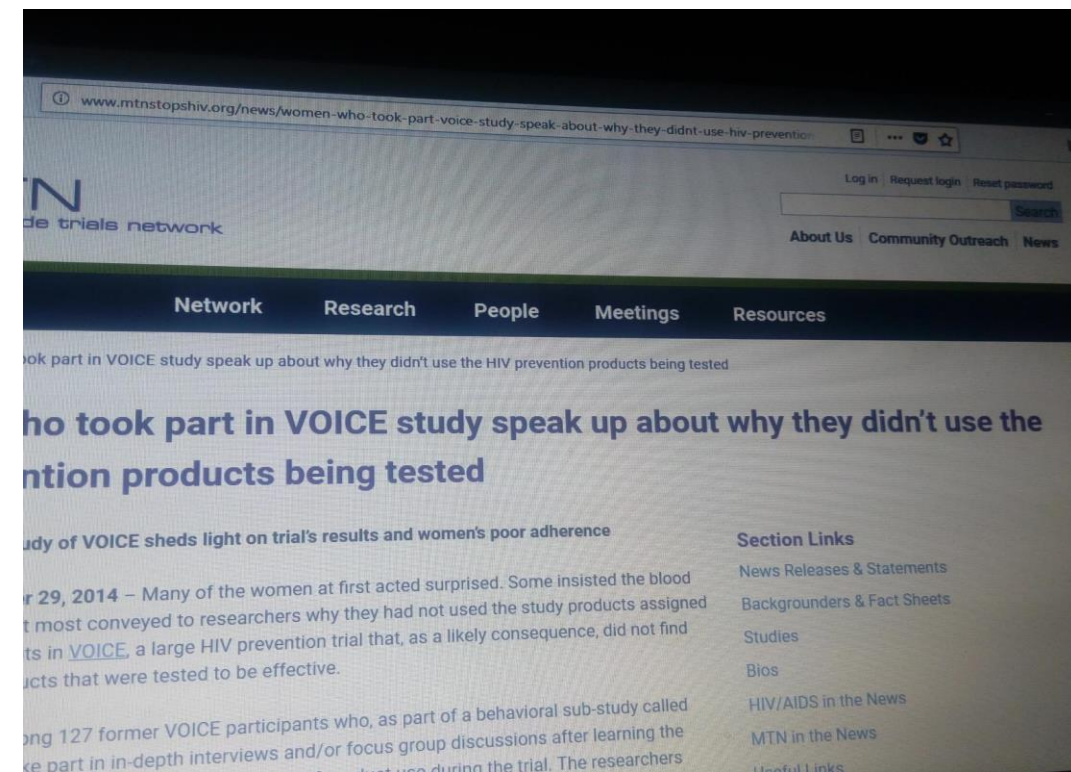 www.mtnstopshiv.org/news/women-who-took-part-voice-study-speak-about-why-they-didnt-use-hiv-prevention
Log in Request login Reset password
TN
de trials network
Search
About Us Community Outreach News
Network Research People Meetings Resources
ok part in VOICE study speak up about why they didn't use the HIV prevention products being tested
ho took part in VOICE study speak up about why they didn't use the
ntion products being tested
udy of VOICE sheds light on trial's results and women's poor adherence
Section Links
r 29, 2014 – Many of the women at first acted surprised. Some insisted the blood
News Releases & Statements
t most conveyed to researchers why they had not used the study products assigned
Backgrounders & Fact Sheets
ts in VOICE, a large HIV prevention trial that, as a likely consequence, did not find
Studies
ucts that were tested to be effective.
Bios
ong 127 former VOICE participants who, as part of a behavioral sub-study called
HIV/AIDS in the News
ke part in in-depth interviews and/or focus group discussions after learning the
MTN in the News
use during the trial. The researchers
Useful Links